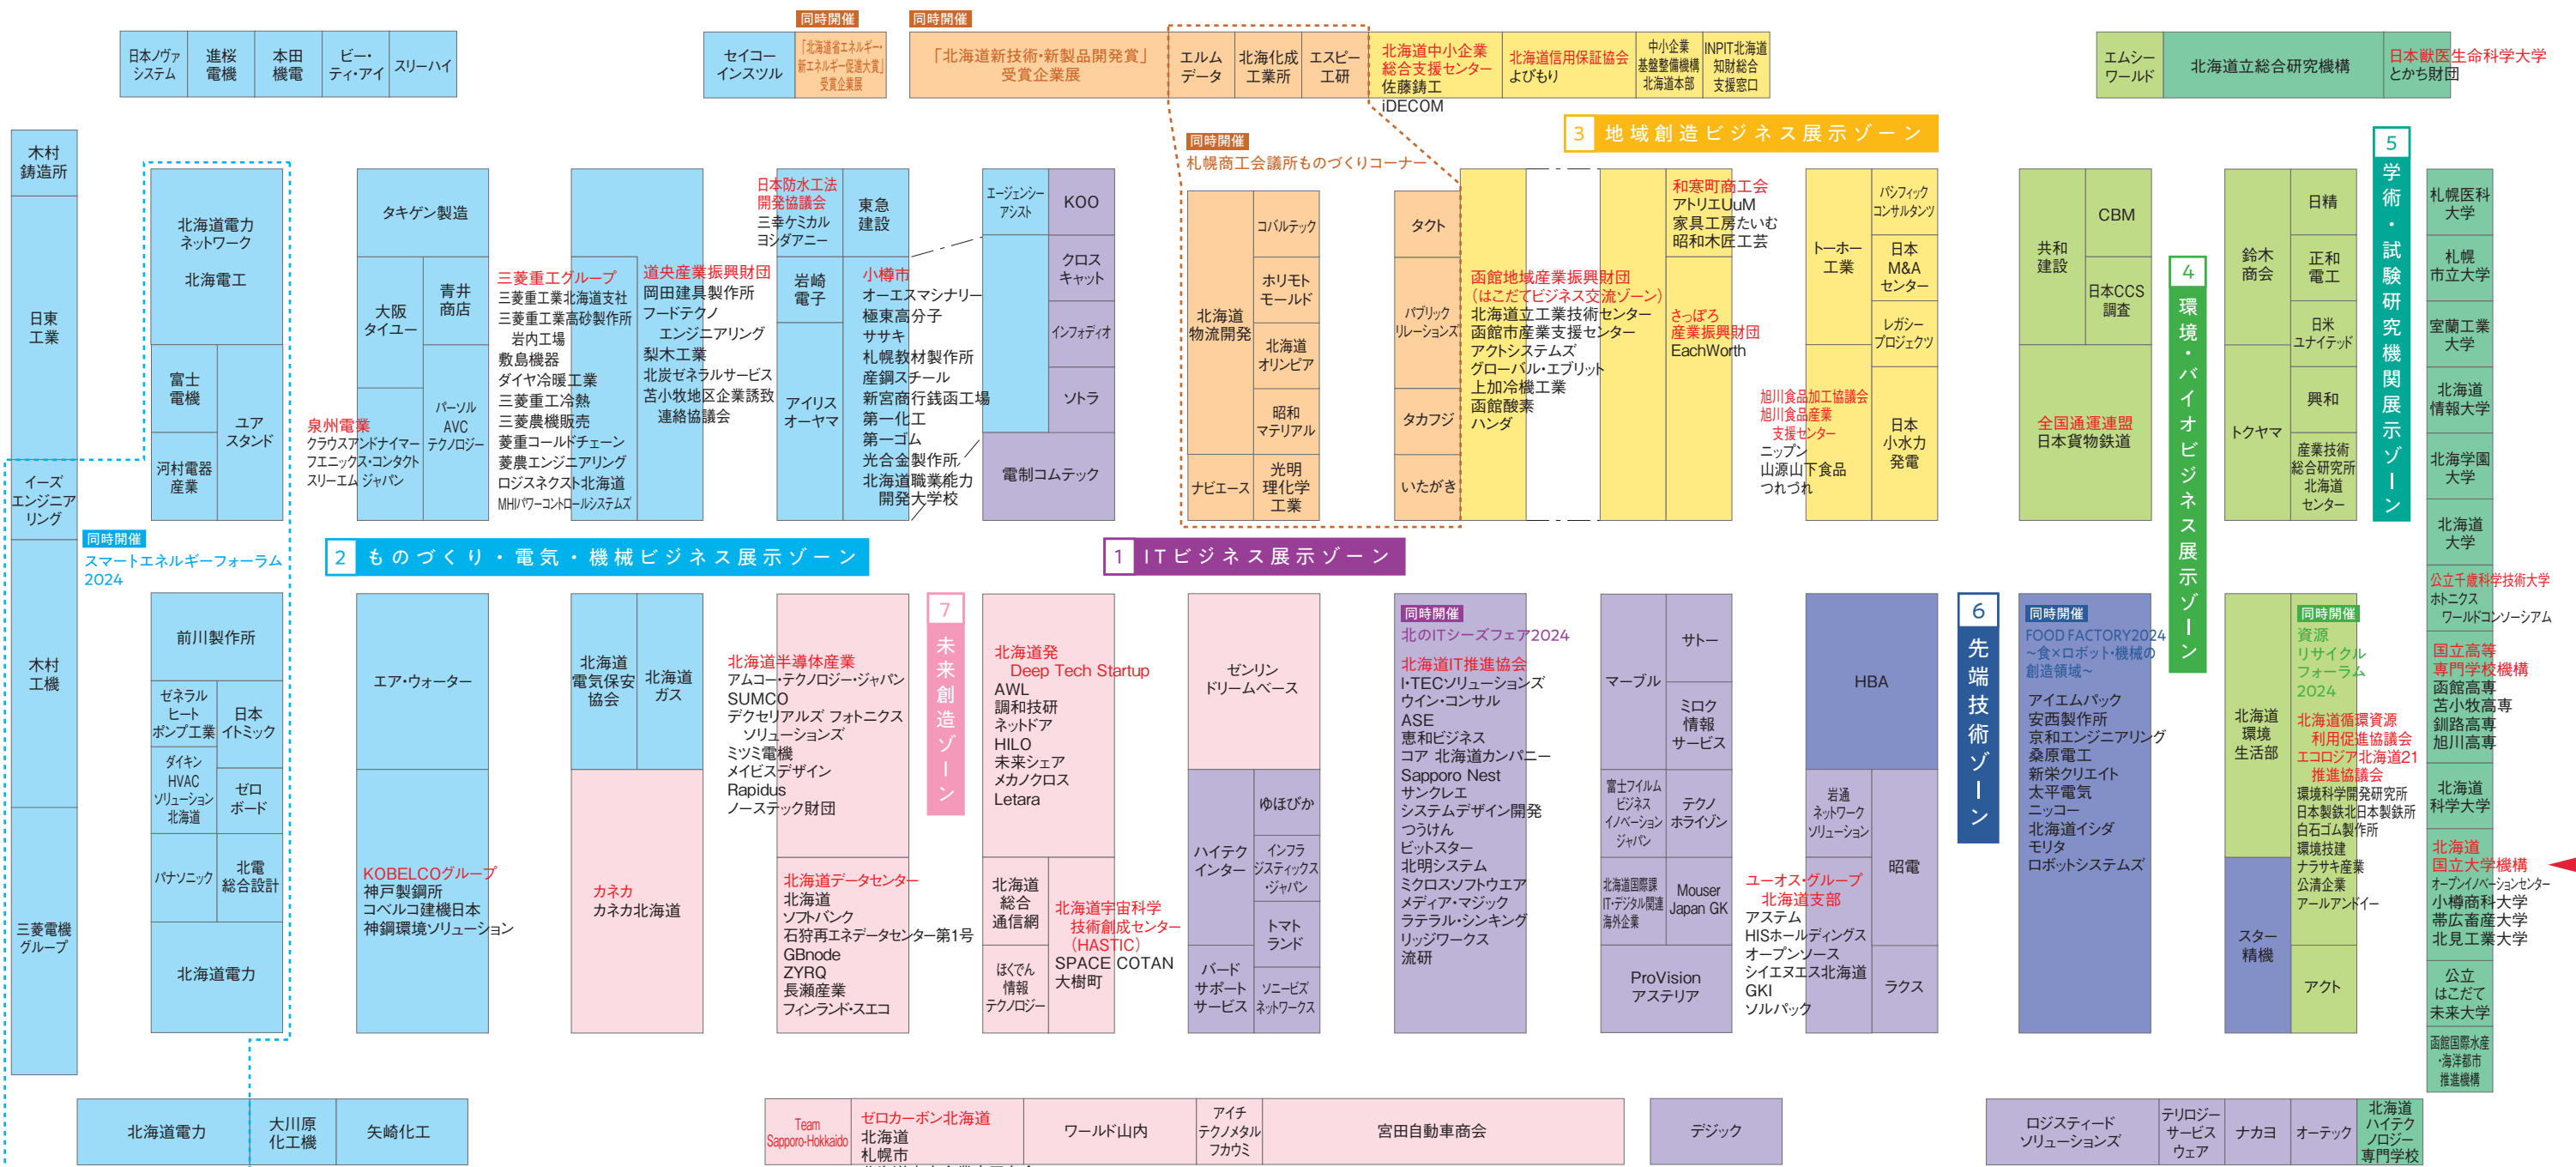 同時開催
同時開催
日本ノヴァ
システム
進桜
電機
本田
機電
ビー・
ティ・アイ
スリーハイ
セイコー
インスツル
「北海道省エネルギー・
新エネルギー促進大賞」
受賞企業展
「北海道新技術・新製品開発賞」
受賞企業展
エルム
データ
北海化成
工業所
エスピー
工研
北海道中小企業
総合支援センター
佐藤鋳工
iDECOM
北海道信用保証協会
よびもり
中小企業
基盤整備機構
北海道本部
INPIT北海道
知財総合
支援窓口
エムシー
ワールド
北海道立総合研究機構
日本獣医生命科学大学
とかち財団
3 地域創造ビジネス展示ゾーン
同時開催
札幌商工会議所ものづくりコーナー
木村
鋳造所
日東
工業
イーズ
エンジニア
リング
木村
工機
三菱電機
グループ
北海道電力
ネットワーク
北海電工
富士
電機
ユア
スタンド
河村電器
産業
同時開催
スマートエネルギーフォーラム
2024
タキゲン製造
大阪
タイユー
青井
商店
パーソル
AVC
テクノロジー
泉州電業
クラウスアンドナイマー
フエニックス・コンタクト
スリーエム ジャパン
三菱重工グループ
三菱重工業北海道支社
三菱重工業高砂製作所
岩内工場
敷島機器
ダイヤ冷暖工業
三菱重工冷熱
三菱農機販売
菱重コールドチェーン
菱農エンジニアリング
ロジスネクスト北海道
MHIパワーコントロールシステムズ
道央産業振興財団
岡田建具製作所
フードテクノ
エンジニアリング
梨木工業
北炭ゼネラルサービス
苫小牧地区企業誘致
連絡協議会
日本防水工法
開発協議会
三幸ケミカル
ヨシダアニー
東急
建設
岩崎
電子
アイリス
オーヤマ
小樽市
オーエスマシナリー
極東高分子
ササキ
札幌教材製作所
産鋼スチール
新宮商行銭函工場
第一化工
第一ゴム
光合金製作所
北海道職業能力
開発大学校
エージェンシー
アシスト
KOO
クロス
キャット
インフォディオ
ソトラ
電制コムテック
北海道
物流開発
コバルテック
ホリモト
モールド
北海道
オリンピア
昭和
マテリアル
ナビエース
光明
理化学
工業
タクト
パブリック
リレーションズ
タカフジ
いたがき
函館地域産業振興財団
(はこだてビジネス交流ゾーン)
北海道立工業技術センター
函館市産業支援センター
アクトシステムズ
グローバル・エブリット
上加冷機工業
函館酸素
ハンダ
和寒町商工会
アトリエUuM
家具工房たいむ
昭和木匠工芸
さっぽろ
産業振興財団
EachWorth
トーホー
工業
パシフィック
コンサルタンツ
日本
M&A
センター
レガシー
プロジェクツ
旭川食品加工協議会
旭川食品産業
支援センター
ニップン
山源山下食品
つれづれ
日本
小水力
発電
共和
建設
CBM
日本CCS
調査
全国通運連盟
日本貨物鉄道
4 環境・バイオビジネス展示ゾーン
鈴木
商会
トクヤマ
日精
正和
電工
日米
ユナイテッド
興和
産業技術
総合研究所
北海道
センター
5 学術・試験研究機関展示ゾーン
札幌医科
大学
札幌
市立大学
室蘭工業
大学
北海道
情報大学
北海学園
大学
北海道
大学
公立千歳科学技術大学
ホトニクス
ワールドコンソーシアム
国立高等
専門学校機構
函館高専
苫小牧高専
釧路高専
旭川高専
北海道
科学大学
北海道
国立大学機構
オープンイノベーションセンター
小樽商科大学
帯広畜産大学
北見工業大学
公立
はこだて
未来大学
函館国際水産
・海洋都市
推進機構
2 ものづくり・電気・機械ビジネス展示ゾーン
1 ITビジネス展示ゾーン
前川製作所
ゼネラル
ヒート
ポンプ工業
日本
イトミック
ダイキン
HVAC
ソリューション
北海道
ゼロ
ボード
パナソニック
北電
総合設計
北海道電力
エア・ウォーター
KOBELCOグループ
神戸製鋼所
コベルコ建機日本
神鋼環境ソリューション
北海道
電気保安
協会
北海道
ガス
カネカ
カネカ北海道
北海道半導体産業
アムコー・テクノロジー・ジャパン
SUMCO
デクセリアルズ フォトニクス
ソリューションズ
ミツミ電機
メイビスデザイン
Rapidus
ノーステック財団
北海道データセンター
北海道
ソフトバンク
石狩再エネデータセンター第1号
GBnode
ZYRQ
長瀬産業
フィンランド・スエコ
7 未来創造ゾーン
北海道発
Deep Tech Startup
AWL
調和技研
ネットドア
HILO
未来シェア
メカノクロス
Letara
北海道
総合
通信網
ほくでん
情報
テクノロジー
北海道宇宙科学
技術創成センター
(HASTIC)
SPACE COTAN
大樹町
ゼンリン
ドリームベース
ハイテク
インター
ゆほびか
インフラ
ジスティックス
・ジャパン
トマト
ランド
バード
サポート
サービス
ソニービズ
ネットワークス
同時開催
北のITシーズフェア2024
北海道IT推進協会
I・TECソリューションズ
ウイン・コンサル
ASE
恵和ビジネス
コア 北海道カンパニー
Sapporo Nest
サンクレエ
システムデザイン開発
つうけん
ビットスター
北明システム
ミクロスソフトウエア
メディア・マジック
ラテラル・シンキング
リッジワークス
流研
マーブル
サトー
ミロク
情報
サービス
富士フイルム
ビジネス
イノベーション
ジャパン
テクノ
ホライゾン
北海道国際課
IT・デジタル関連
海外企業
Mouser
Japan GK
ProVision
アステリア
HBA
岩通
ネットワーク
ソリューション
昭電
ユーオス・グループ
北海道支部
アステム
HISホールディングス
オープンソース
シイエヌエス北海道
GKI
ソルパック
ラクス
6 先端技術ゾーン
同時開催
FOOD FACTORY2024
~食×ロボット・機械の
創造領域~
アイエムパック
安西製作所
京和エンジニアリング
桑原電工
新栄クリエイト
太平電気
ニッコー
北海道イシダ
モリタ
ロボットシステムズ
北海道
環境
生活部
スター
精機
同時開催
資源
リサイクル
フォーラム
2024
北海道循環資源
利用促進協議会
エコロジア北海道21
推進協議会
環境科学開発研究所
日本製鉄北日本製鉄所
白石ゴム製作所
環境技建
ナラサキ産業
公清企業
アールアンドイー
アクト
北海道電力
大川原
化工機
矢崎化工
Team
Sapporo-Hokkaido
ゼロカーボン北海道
北海道
札幌市
ワールド山内
アイチ
テクノメタル
フカウミ
宮田自動車商会
デジック
ロジスティード
ソリューションズ
テリロジー
サービス
ウェア
ナカヨ
オーテック
北海道
ハイテク
ノロジー
専門学校